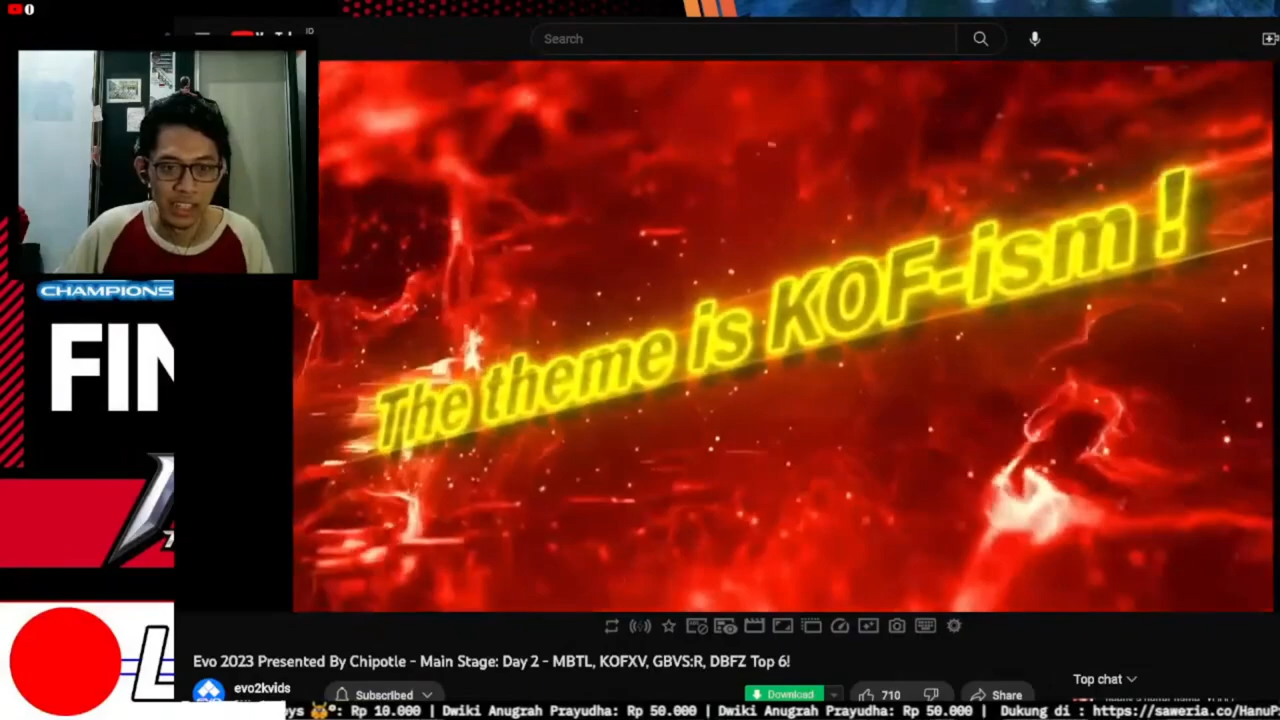 0
ID
Search
CHAMPIONS
FIN
The theme is KOF-ism !
Evo 2023 Presented By Chipotle - Main Stage: Day 2 - MBTL, KOFXV, GBVS:R, DBFZ Top 6!
evo2kvids
Subscribed
Download
710
Share
Top chat
Rp 10.000 | Dwiki Anugrah Prayudha: Rp 50.000 | Dwiki Anugrah Prayudha: Rp 50.000 | Dukung di : https://saweria.co/HanuP